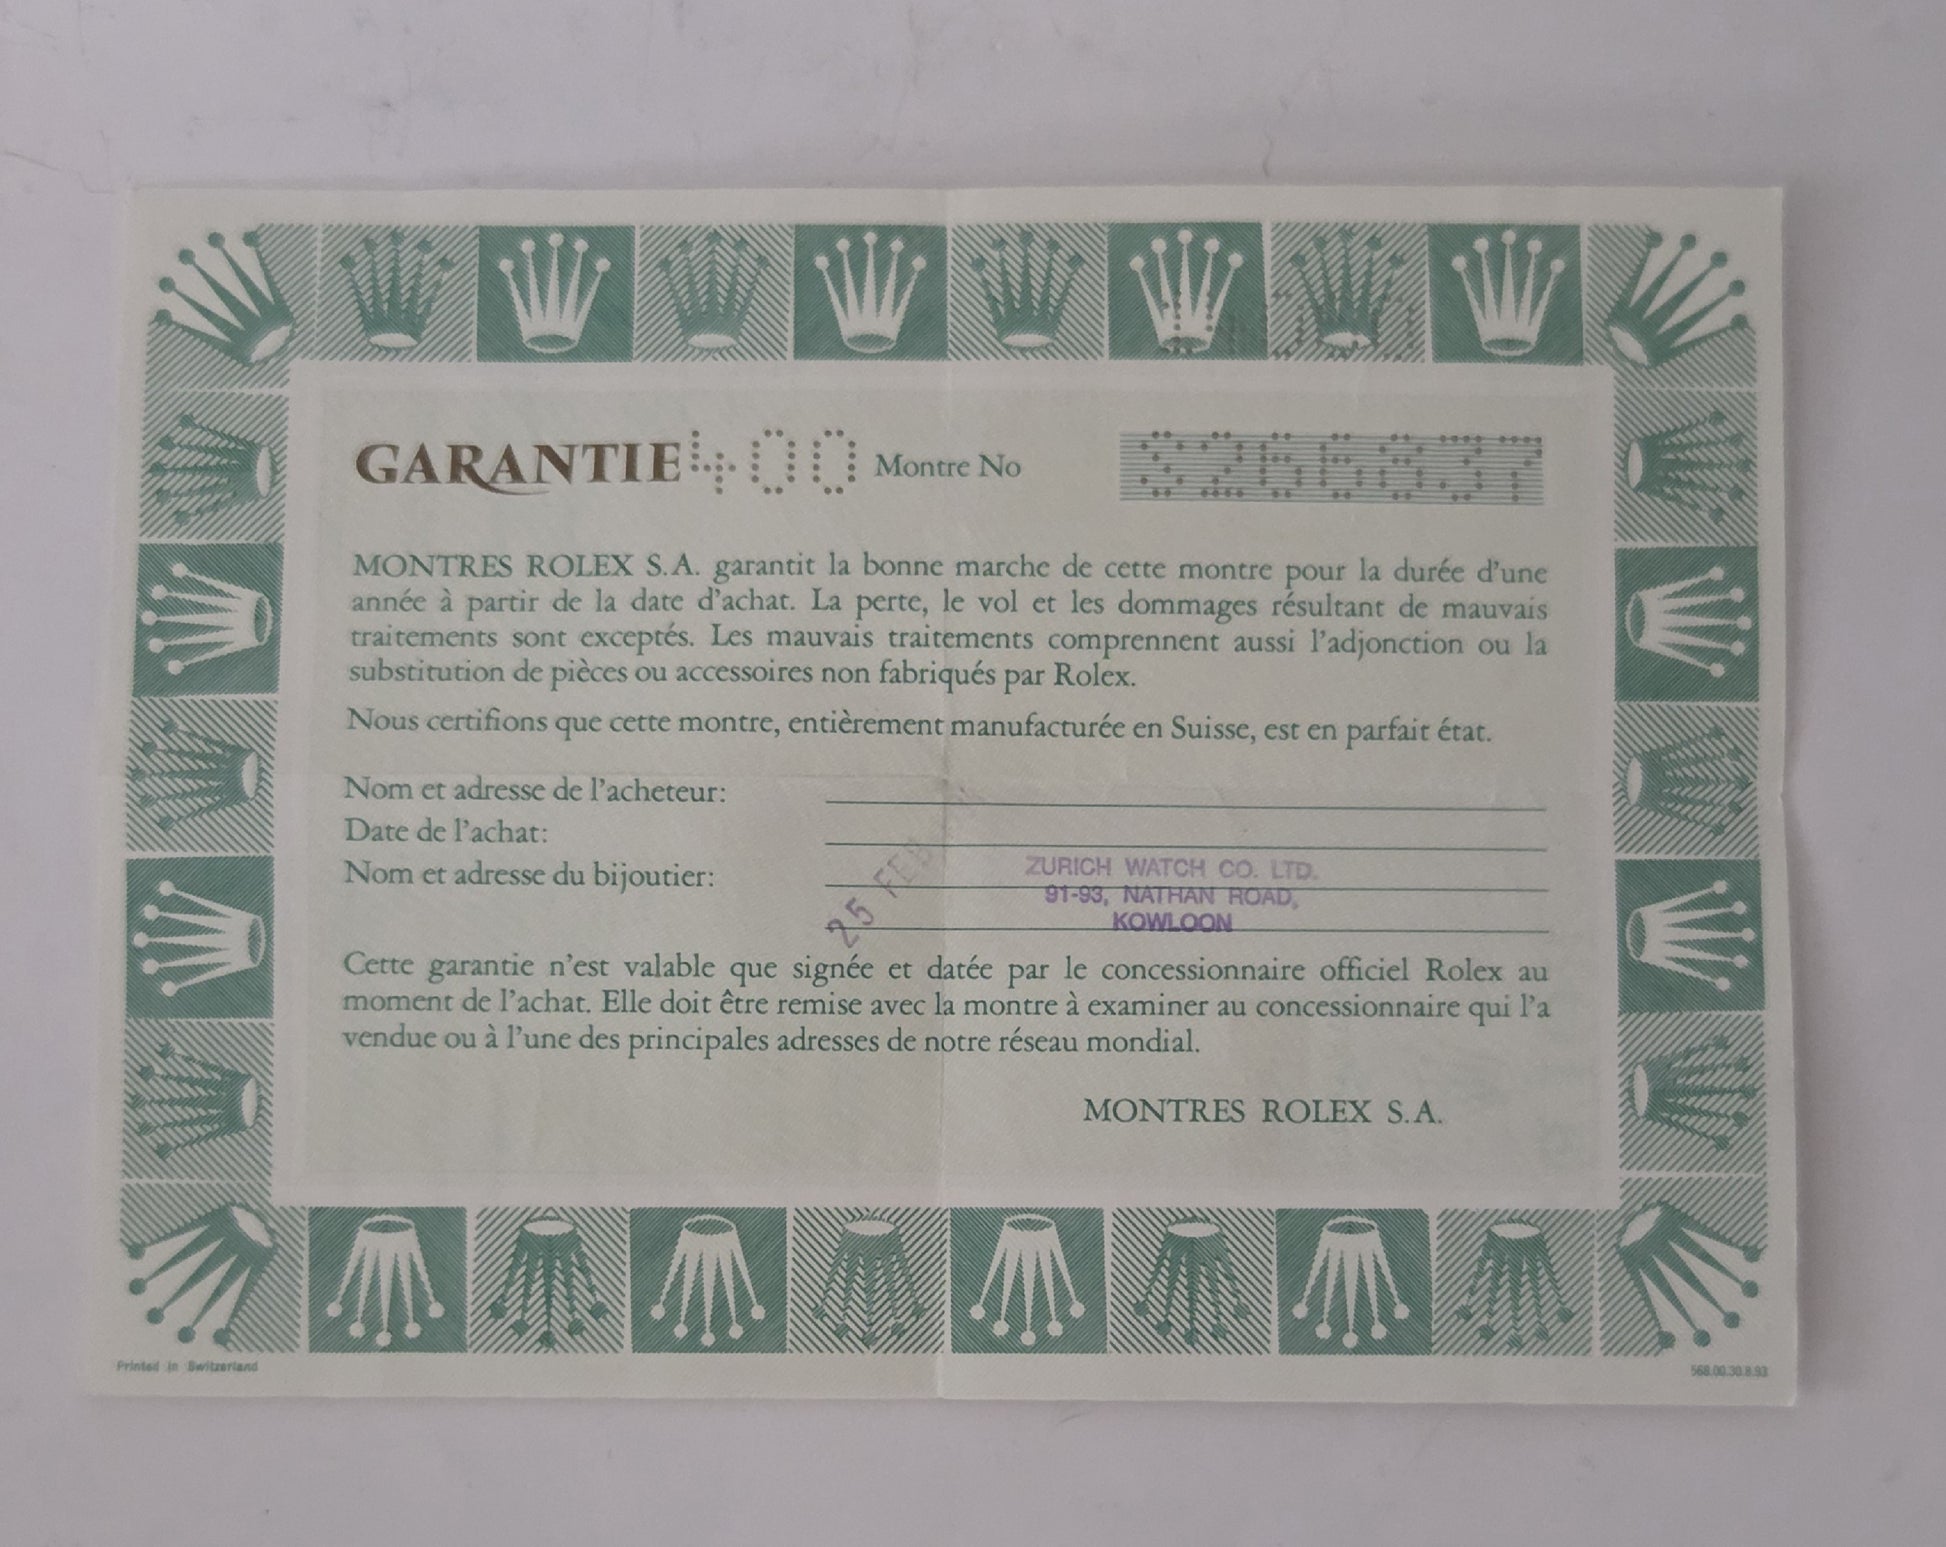 GARANTIE 400 Montre No
MONTRES ROLEX S.A. garantit la bonne marche de cette montre pour la durée d'une
année à partir de la date d'achat. La perte, le vol et les dommages résultant de mauvais
traitements sont exceptés. Les mauvais traitements comprennent aussi l'adjonction ou la
substitution de pièces ou accessoires non fabriqués par Rolex.
Nous certifions que cette montre, entièrement manufacturée en Suisse, est en parfait état.
Nom et adresse de l'acheteur:
Date de l'achat:
Nom et adresse du bijoutier:
25 FEB
ZURICH WATCH CO. LTD.
91-93, NATHAN ROAD,
KOWLOON
Cette garantie n'est valable que signée et datée par le concessionnaire officiel Rolex au
moment de l'achat. Elle doit être remise avec la montre à examiner au concessionnaire qui l'a
vendue ou à l'une des principales adresses de notre réseau mondial.
MONTRES ROLEX S.A.
Printed in Switzerland
568.00.30.8.93